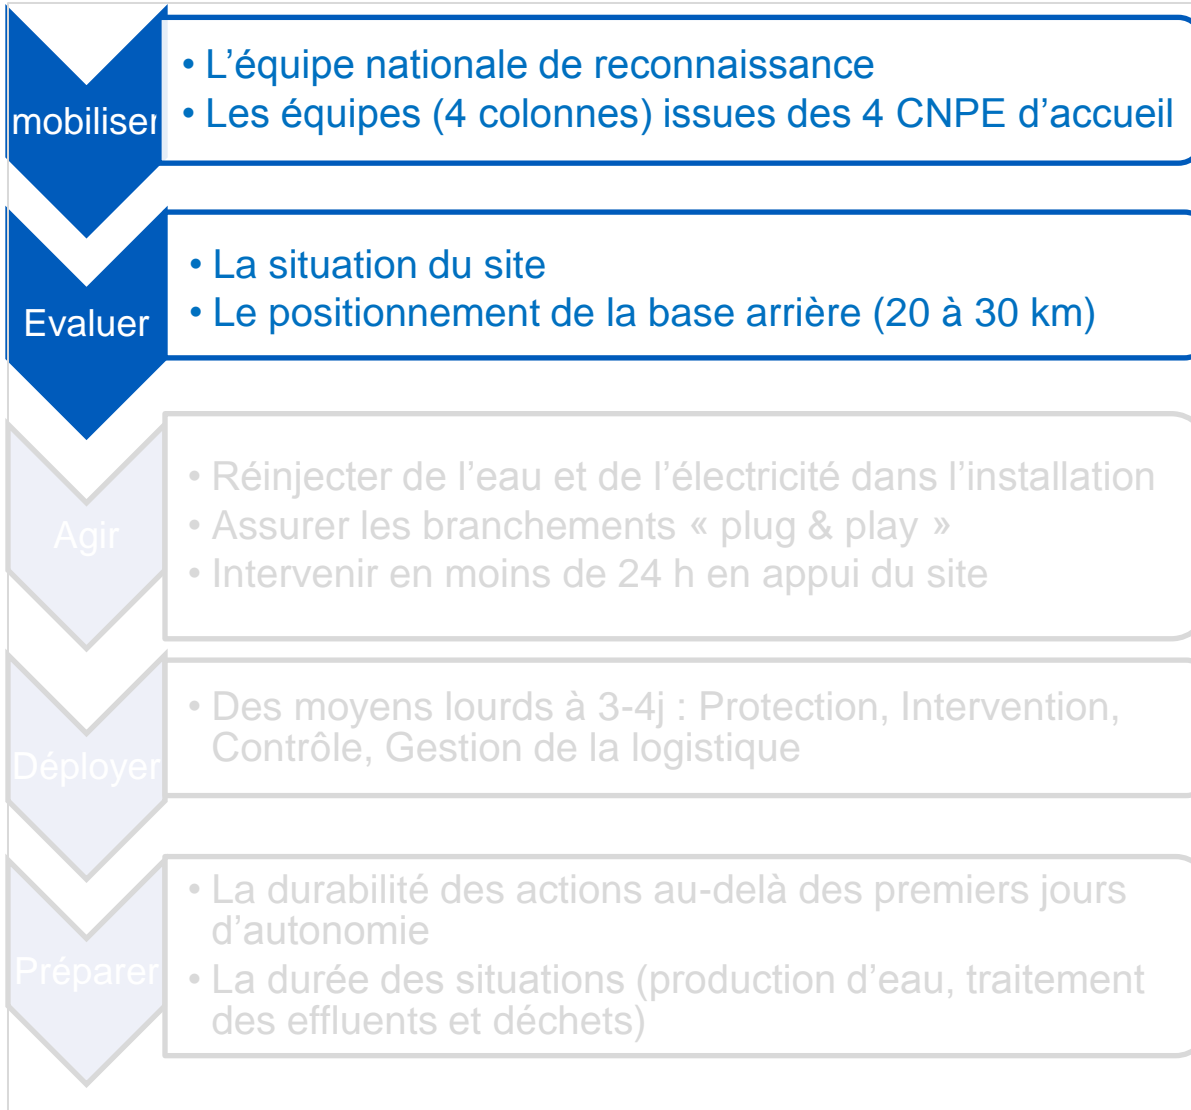 mobiliser
• L’équipe nationale de reconnaissance
• Les équipes (4 colonnes) issues des 4 CNPE d’accueil
Evaluer
• La situation du site
• Le positionnement de la base arrière (20 à 30 km)
Agir
• Réinjecter de l’eau et de l’électricité dans l’installation
• Assurer les branchements « plug & play »
• Intervenir en moins de 24 h en appui du site
Déployer
• Des moyens lourds à 3-4j : Protection, Intervention,
Contrôle, Gestion de la logistique
Préparer
• La durabilité des actions au-delà des premiers jours
d’autonomie
• La durée des situations (production d’eau, traitement
des effluents et déchets)